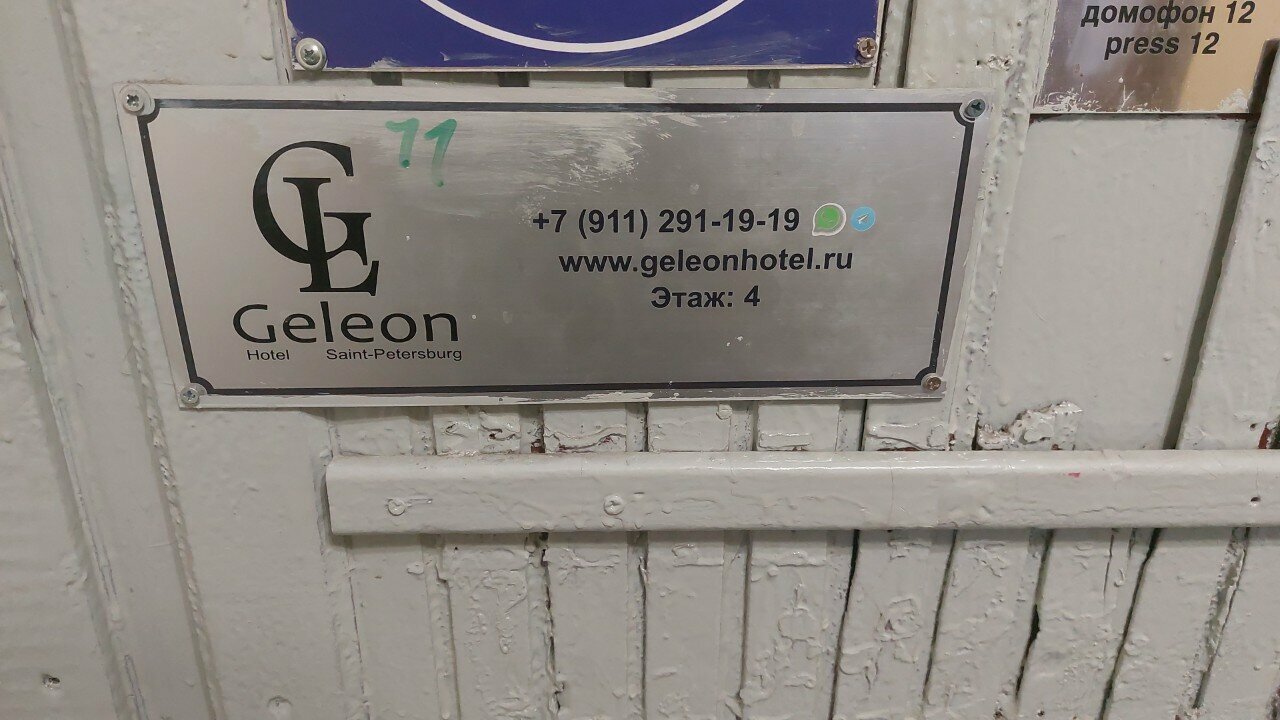 домофон 12
press 12
11
GL
+7 (911) 291-19-19
www.geleonhotel.ru
Этаж: 4
Geleon
Hotel Saint-Petersburg